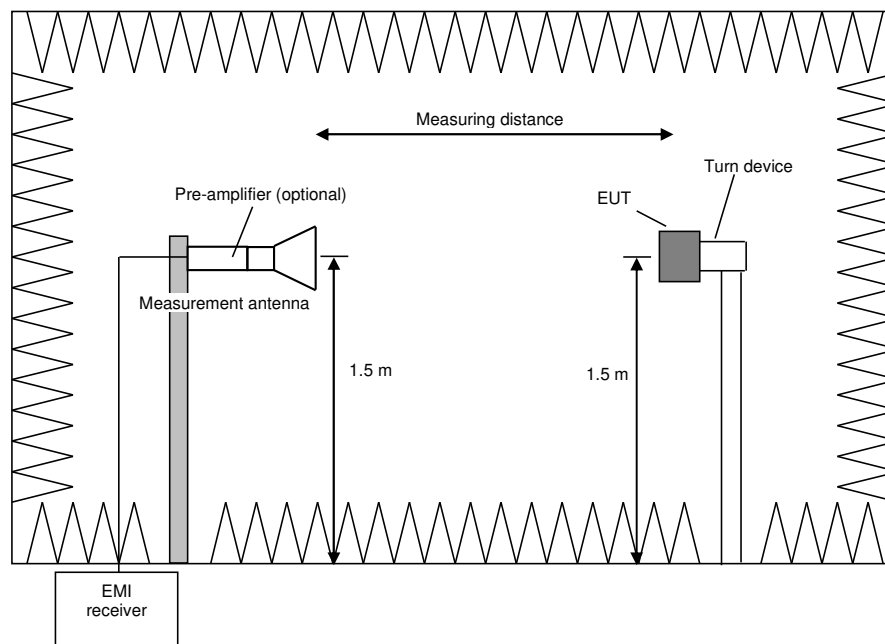 Measuring distance
Turn device
Pre-amplifier (optional)
EUT
Measurement antenna
1.5 m
1.5 m
EMI
receiver